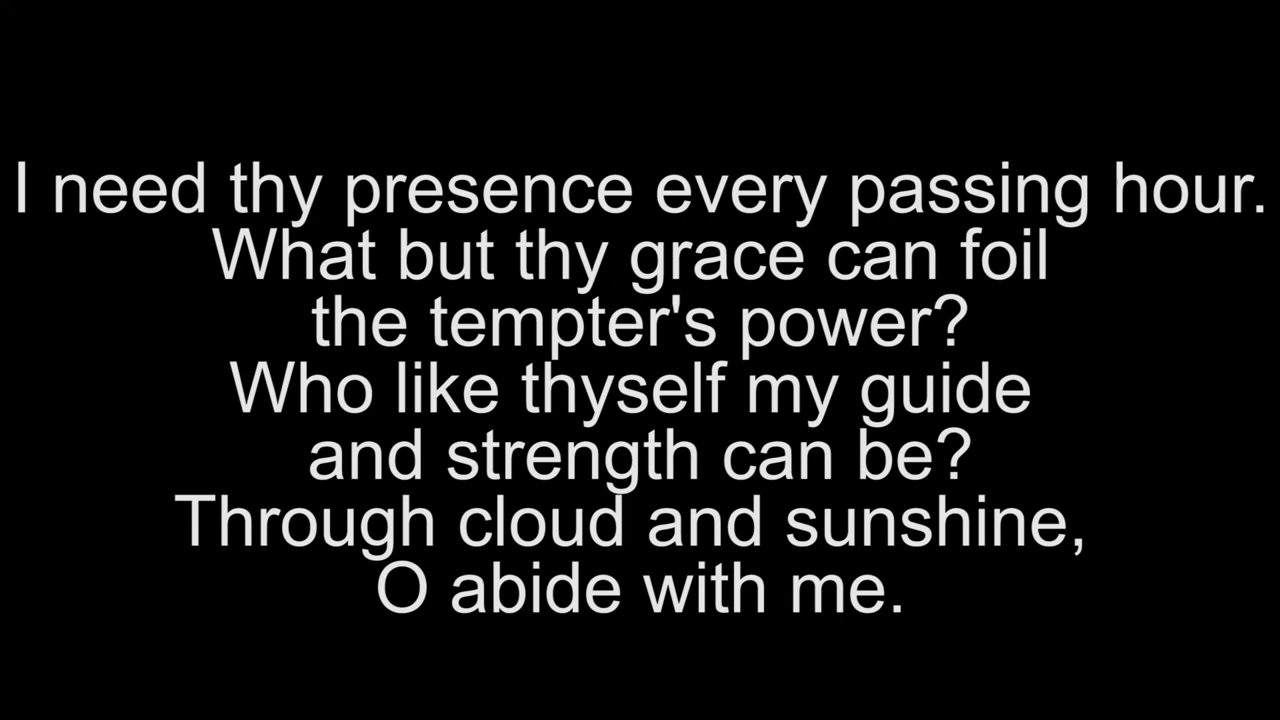 I need thy presence every passing hour.
What but thy grace can foil
the tempter's power?
Who like thyself my guide
and strength can be?
Through cloud and sunshine,
O abide with me.